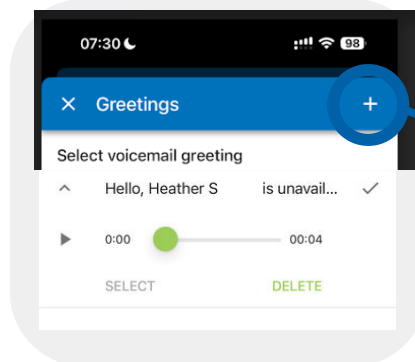 07:30 98
× Greetings +
Select voicemail greeting
Hello, Heather S is unavail...
0:00 00:04
SELECT DELETE